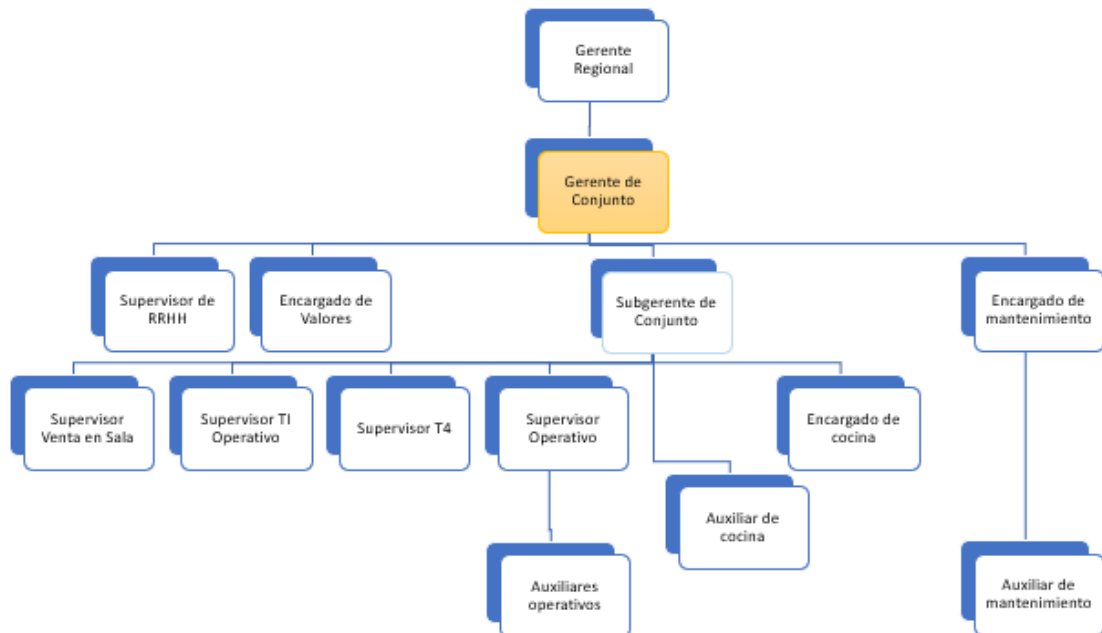 Gerente
Regional
Gerente de
Conjunto
Supervisor de
RRHH
Encargado de
Valores
Subgerente de
Conjunto
Encargado de
mantenimiento
Supervisor
Venta en Sala
Supervisor TI
Operativo
Supervisor T4
Supervisor
Operativo
Encargado de
cocina
Auxiliar de
cocina
Auxiliares
operativos
Auxiliar de
mantenimiento